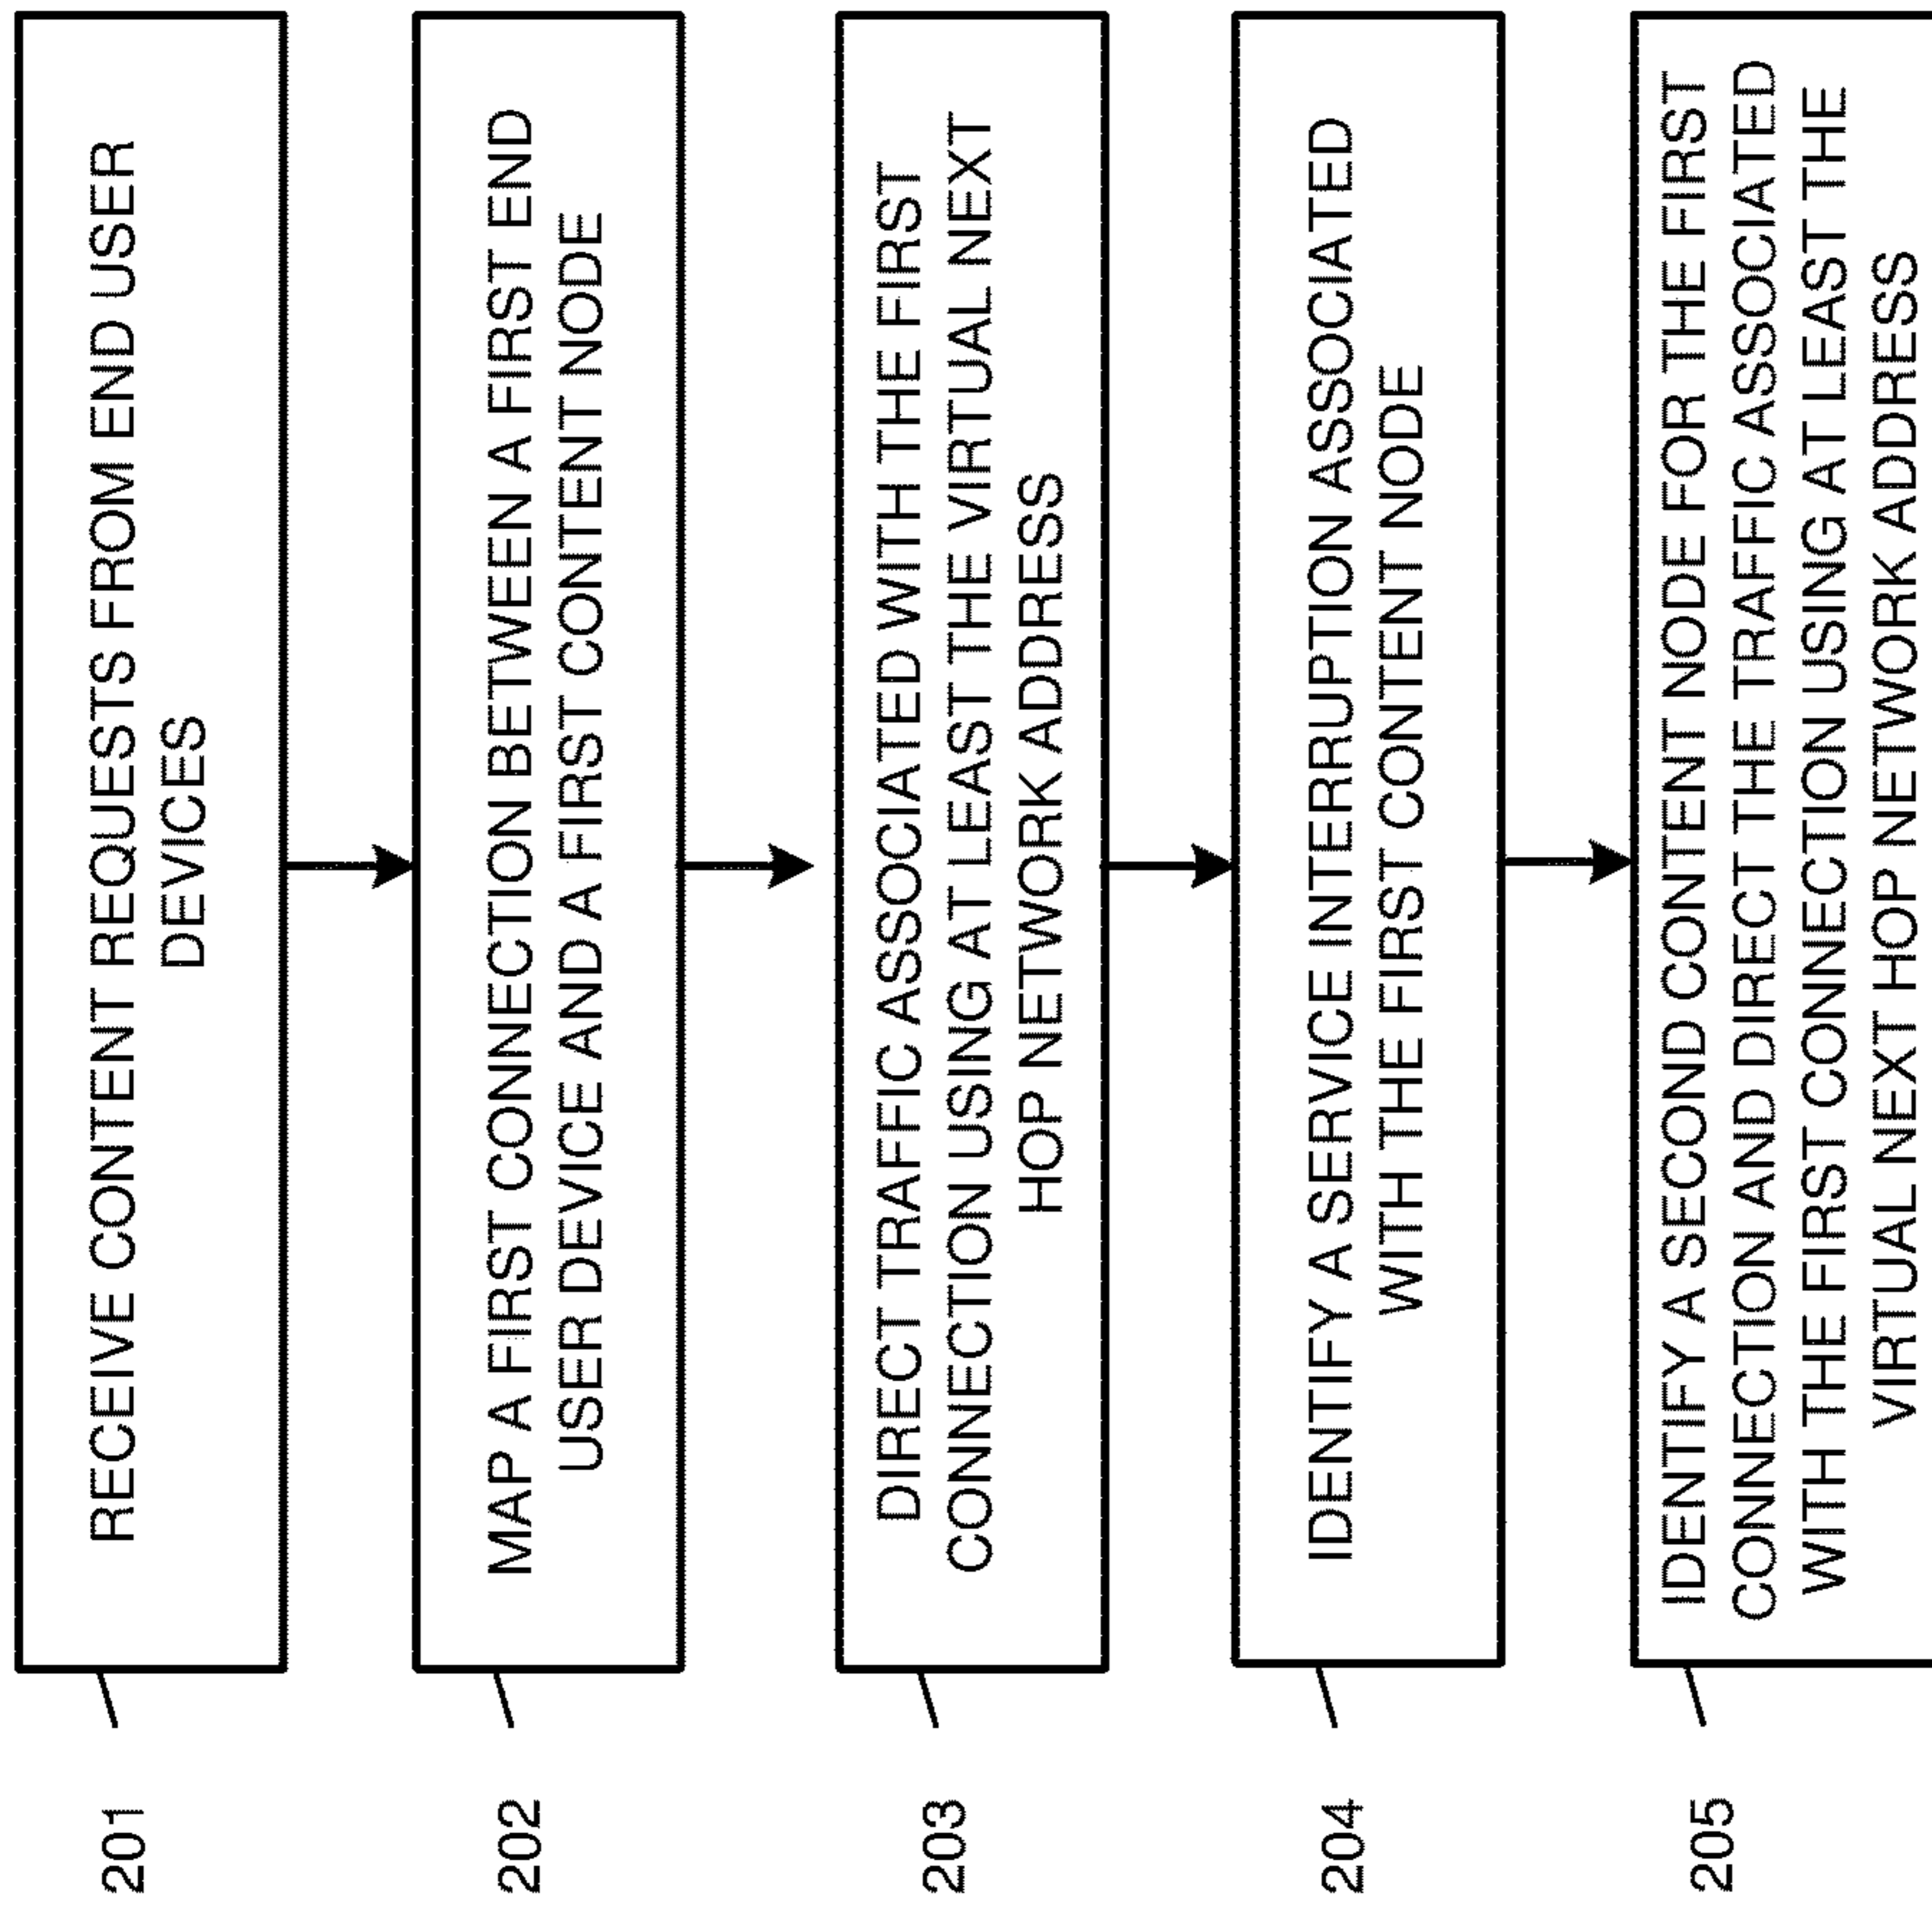 201
RECEIVE CONTENT REQUESTS FROM END USER
DEVICES
202
MAP A FIRST CONNECTION BETWEEN A FIRST END
USER DEVICE AND A FIRST CONTENT NODE
203
DIRECT TRAFFIC ASSOCIATED WITH THE FIRST
CONNECTION USING AT LEAST THE VIRTUAL NEXT
HOP NETWORK ADDRESS
204
IDENTIFY A SERVICE INTERRUPTION ASSOCIATED
WITH THE FIRST CONTENT NODE
205
IDENTIFY A SECOND CONTENT NODE FOR THE FIRST
CONNECTION AND DIRECT THE TRAFFIC ASSOCIATED
WITH THE FIRST CONNECTION USING AT LEAST THE
VIRTUAL NEXT HOP NETWORK ADDRESS